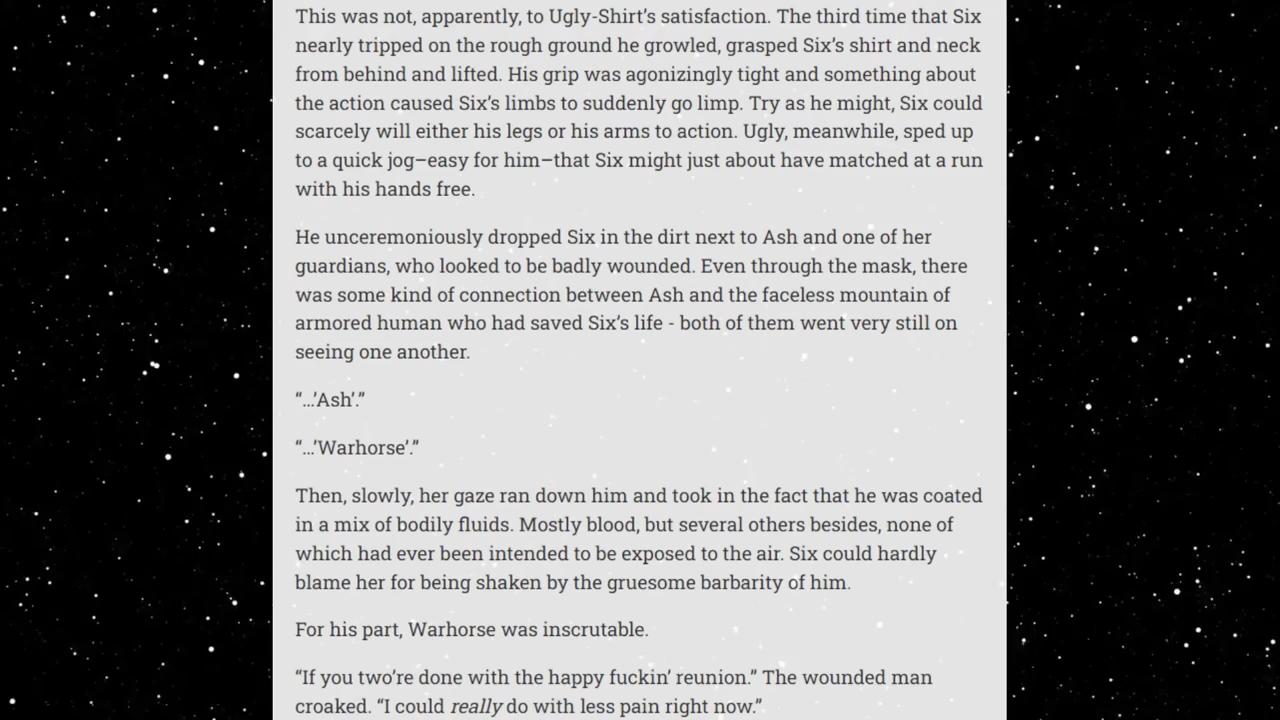 This was not, apparently, to Ugly-Shirt’s satisfaction. The third time that Six
nearly tripped on the rough ground he growled, grasped Six’s shirt and neck
from behind and lifted. His grip was agonizingly tight and something about
the action caused Six’s limbs to suddenly go limp. Try as he might, Six could
scarcely will either his legs or his arms to action. Ugly, meanwhile, sped up
to a quick jog–easy for him–that Six might just about have matched at a run
with his hands free.
He unceremoniously dropped Six in the dirt next to Ash and one of her
guardians, who looked to be badly wounded. Even through the mask, there
was some kind of connection between Ash and the faceless mountain of
armored human who had saved Six’s life - both of them went very still on
seeing one another.
“…’Ash’.”
“…’Warhorse’.”
Then, slowly, her gaze ran down him and took in the fact that he was coated
in a mix of bodily fluids. Mostly blood, but several others besides, none of
which had ever been intended to be exposed to the air. Six could hardly
blame her for being shaken by the gruesome barbarity of him.
For his part, Warhorse was inscrutable.
“If you two’re done with the happy fuckin’ reunion.” The wounded man
croaked. “I could really do with less pain right now.”